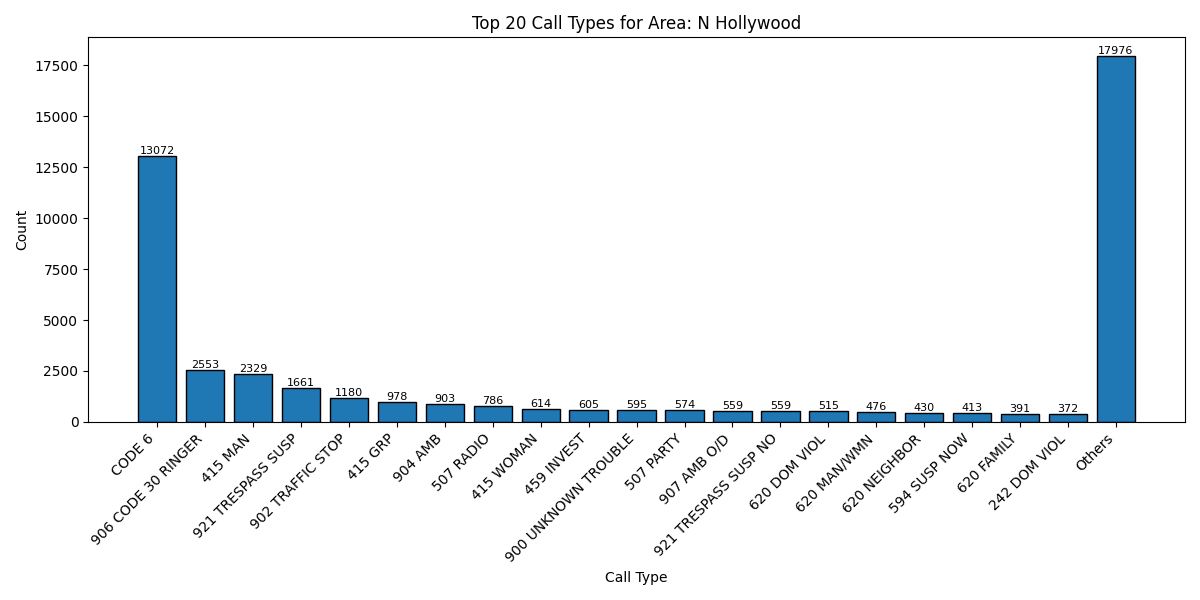 Top 20 Call Types for Area: N Hollywood
Count
17500
15000
12500
10000
7500
5000
2500
0
13072
2553
2329
1661
1180
978
903
786
614
605
595
574
559
559
515
476
430
413
391
372
17976
CODE 6
906 CODE 30 RINGER
415 MAN
921 TRESPASS SUSP
902 TRAFFIC STOP
415 GRP
904 AMB
507 RADIO
415 WOMAN
459 INVEST
900 UNKNOWN TROUBLE
507 PARTY
907 AMB O/D
921 TRESPASS SUSP NO
620 DOM VIOL
620 MAN/WMN
620 NEIGHBOR
594 SUSP NOW
620 FAMILY
242 DOM VIOL
Others
Call Type